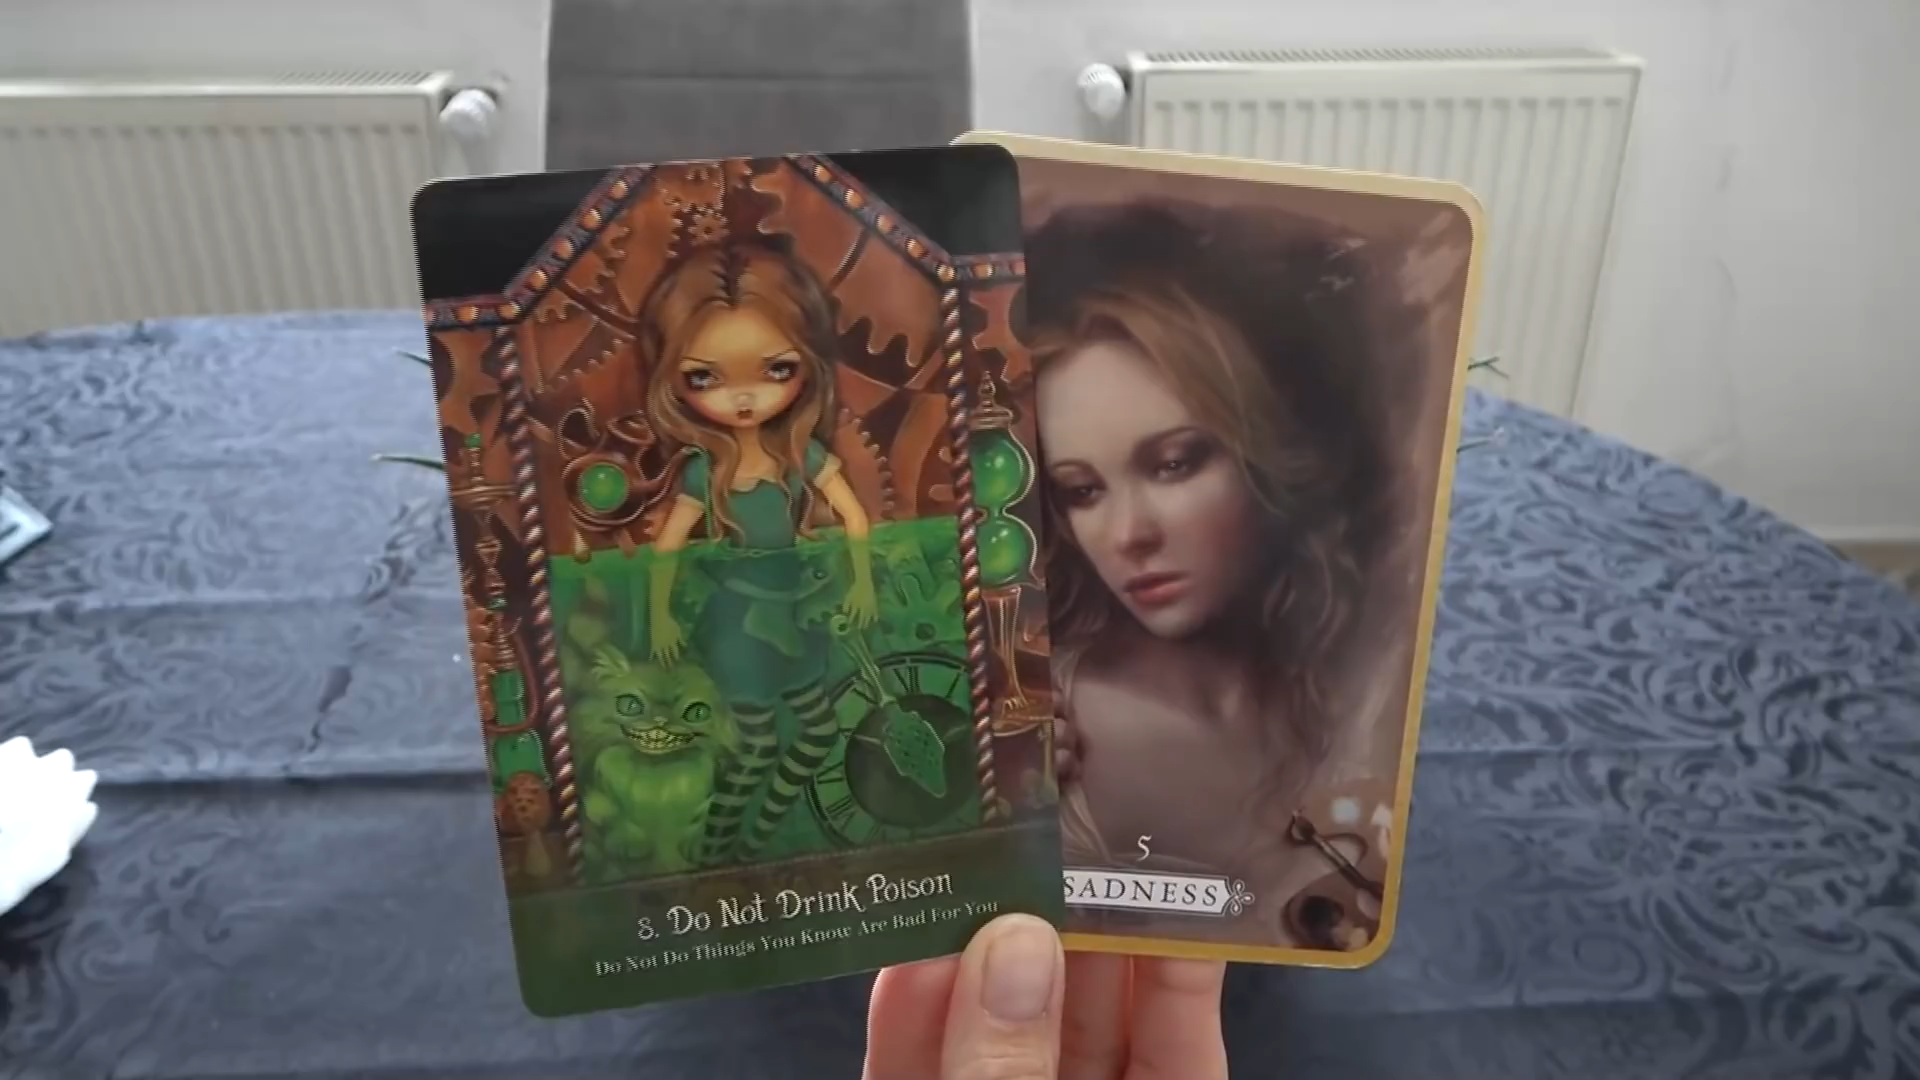 8. Do Not Drink Poison
Do Not Do Things You Know Are Bad For You
5
SADNESS